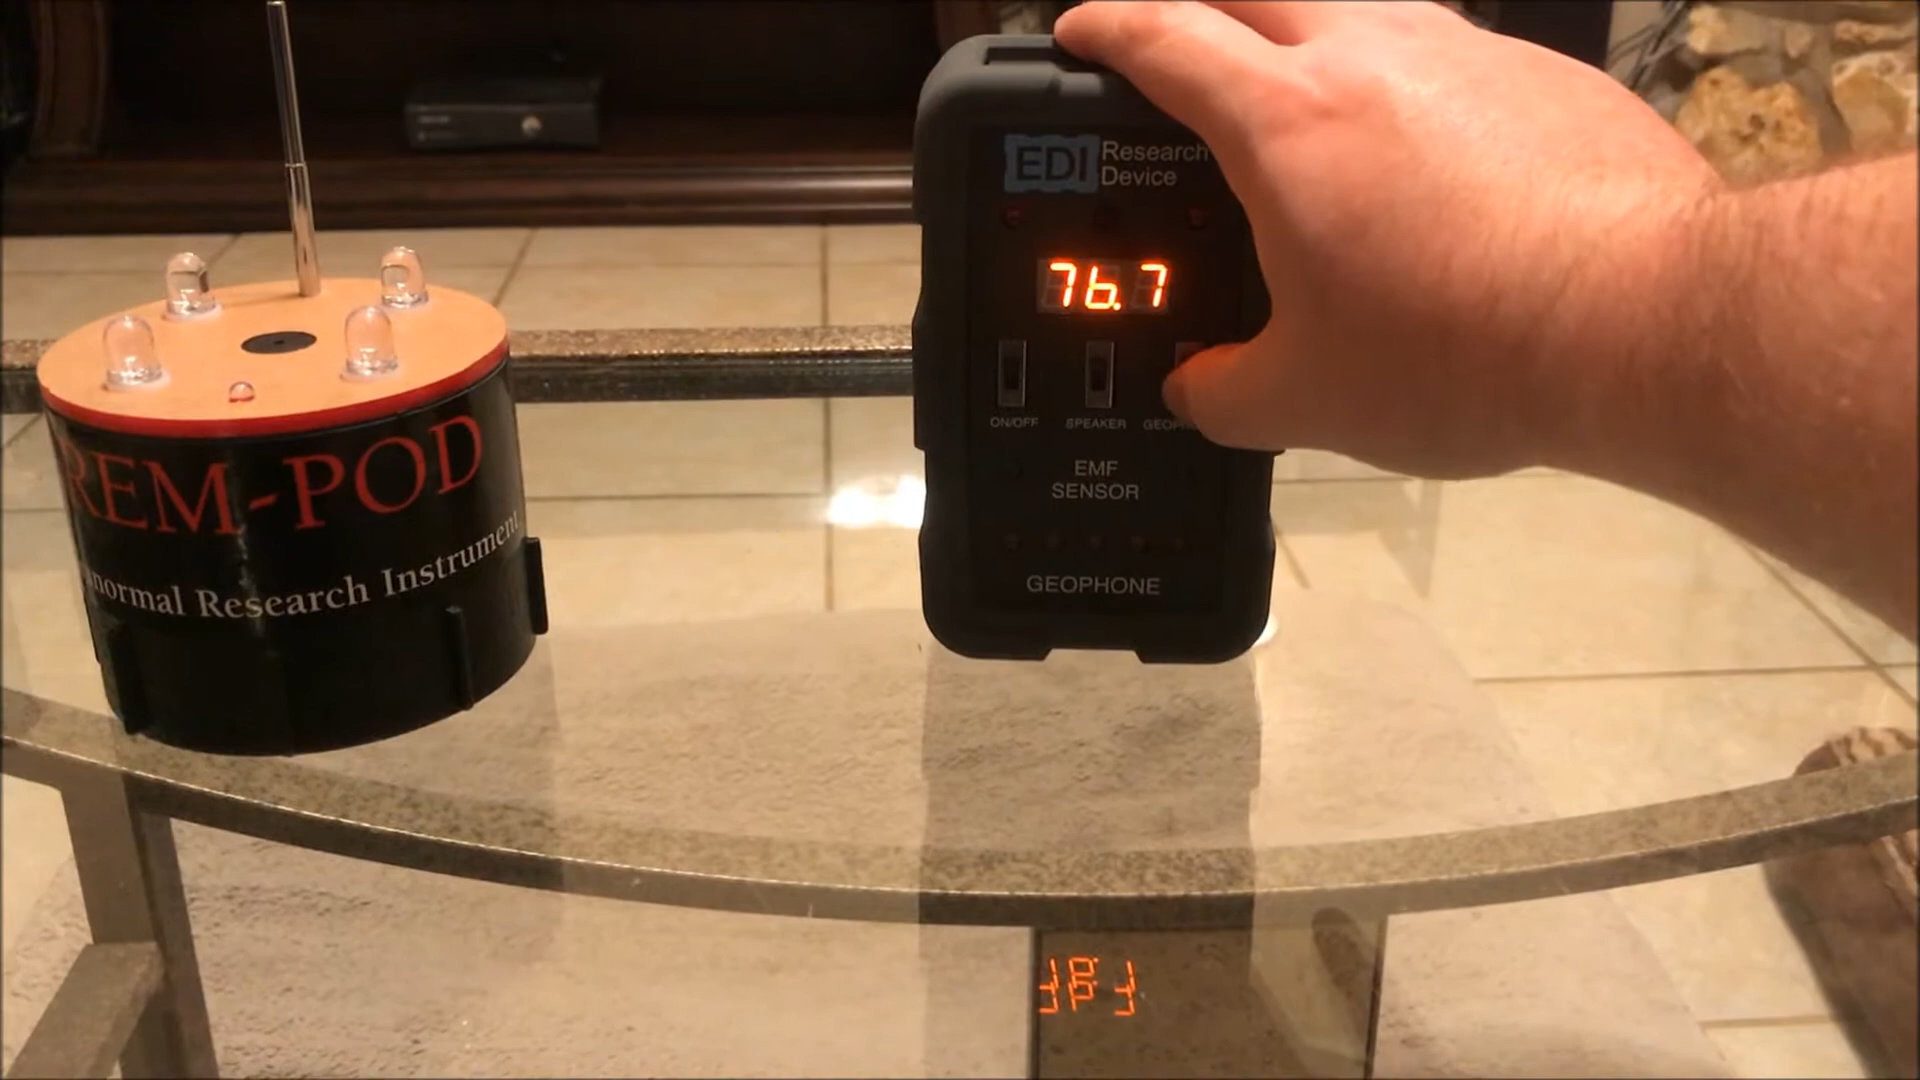 REM-POD
Research Instrument
EDI Research
Device
76.7
ON/OFF SPEAKER
EMF
SENSOR
GEOPHONE